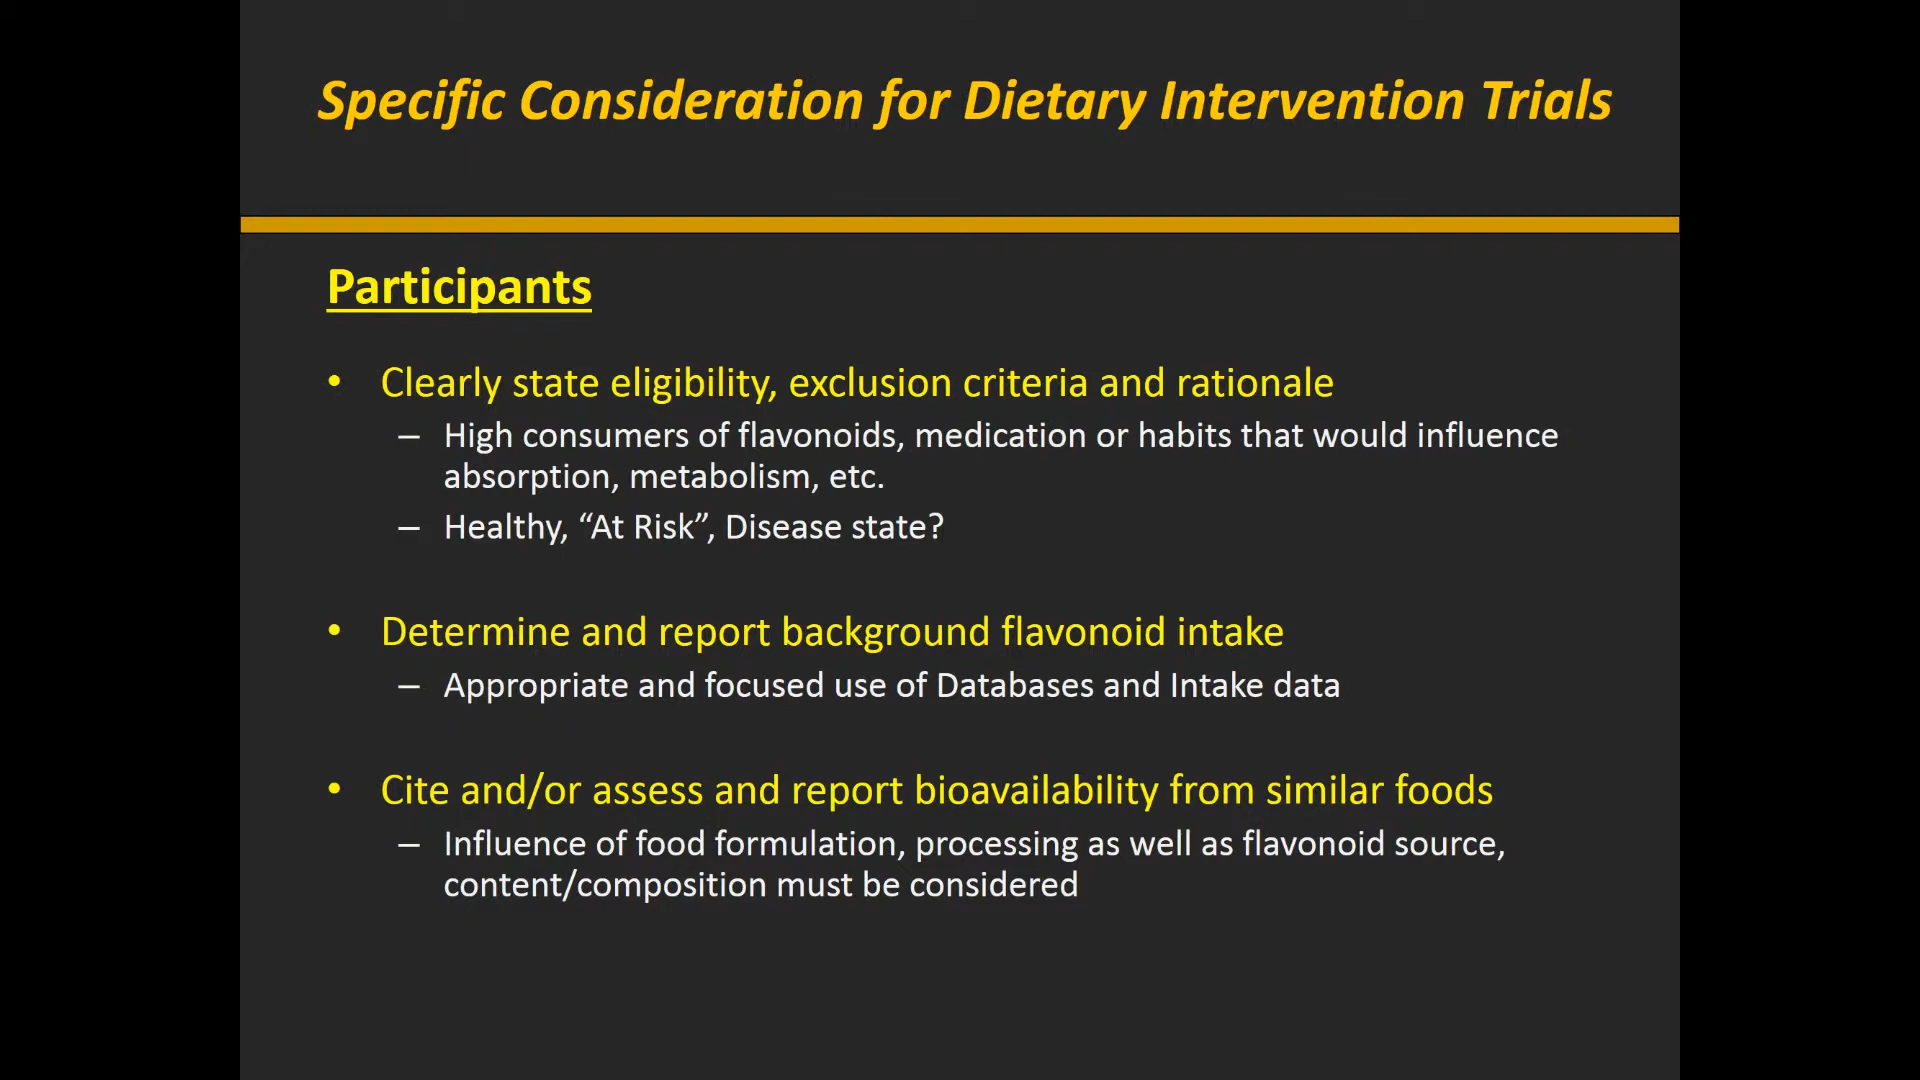 Specific Consideration for Dietary Intervention Trials
Participants
• Clearly state eligibility, exclusion criteria and rationale
– High consumers of flavonoids, medication or habits that would influence
absorption, metabolism, etc.
– Healthy, “At Risk”, Disease state?
• Determine and report background flavonoid intake
– Appropriate and focused use of Databases and Intake data
• Cite and/or assess and report bioavailability from similar foods
– Influence of food formulation, processing as well as flavonoid source,
content/composition must be considered